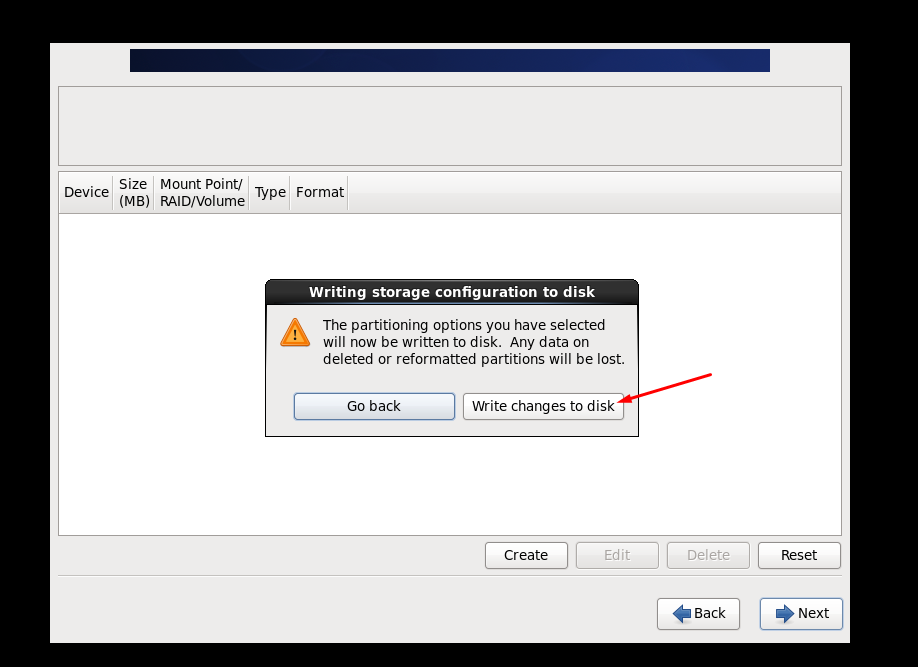 Device
Size
(MB)
Mount Point/
RAID/Volume
Type
Format
Writing storage configuration to disk
The partitioning options you have selected
will now be written to disk.  Any data on
deleted or reformatted partitions will be lost.
Go back
Write changes to disk
Create
Edit
Delete
Reset
Back
Next